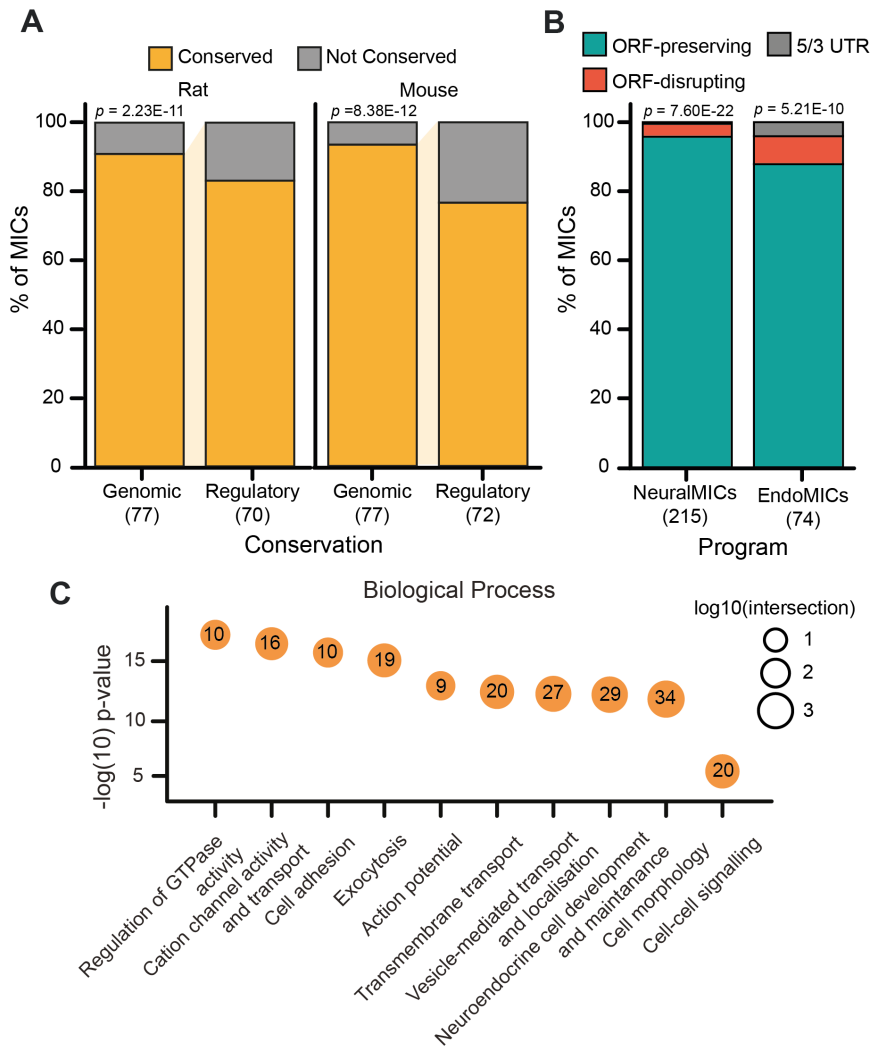 A
Conserved
Not Conserved
Rat
Mouse
p = 2.23E-11
p =8.38E-12
100
80
60
40
20
0
% of MICs
Genomic
(77)
Regulatory
(70)
Genomic
(77)
Regulatory
(72)
Conservation
B
ORF-preserving
5/3 UTR
ORF-disrupting
p = 7.60E-22
p = 5.21E-10
100
80
60
40
20
0
% of MICs
NeuralMICs
(215)
EndoMICs
(74)
Program
C
Biological Process
log10(intersection)
1
2
3
-log(10) p-value
15
10
5
10
16
10
19
9
20
27
29
34
20
Regulation of GTPase
activity
Cation channel activity
and transport
Cell adhesion
Exocytosis
Action potential
Transmembrane transport
Vesicle-mediated transport
and localisation
Neuroendocrine cell development
and maintanance
Cell morphology
Cell-cell signalling